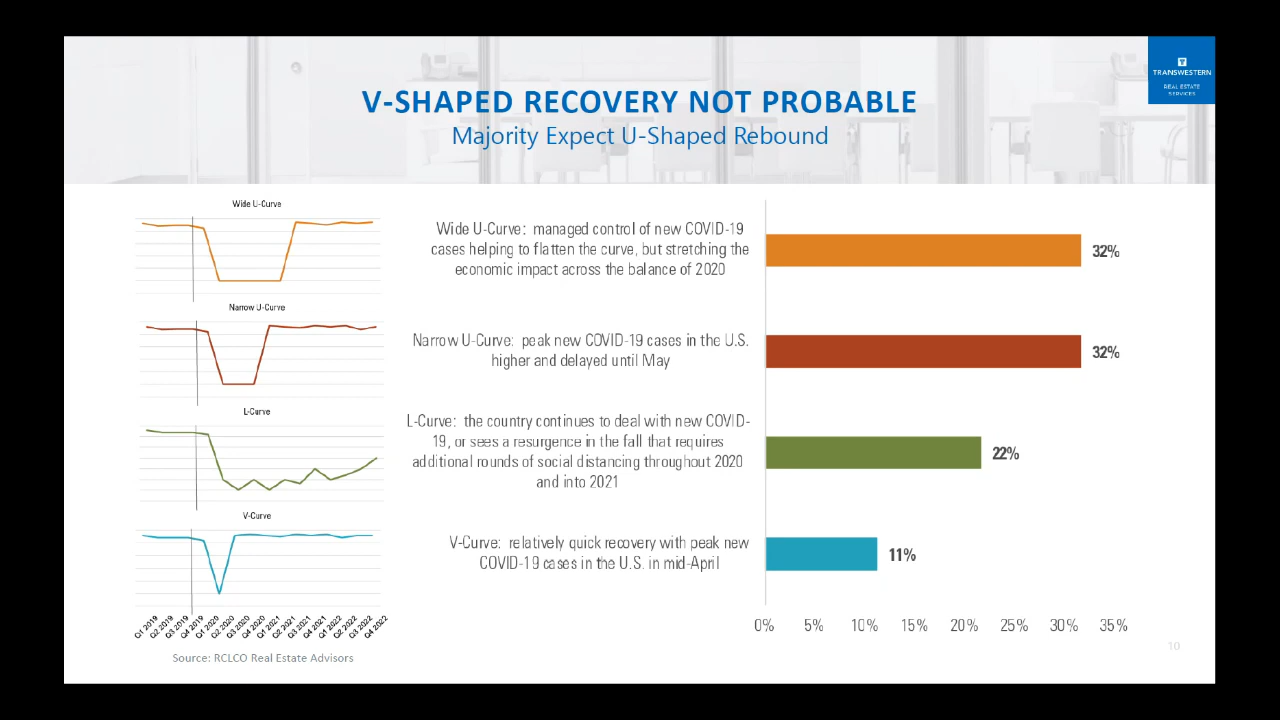 TRANSWESTERN
REAL ESTATE
SERVICES
V-SHAPED RECOVERY NOT PROBABLE
Majority Expect U-Shaped Rebound
Wide U-Curve
Wide U-Curve: managed control of new COVID-19
cases helping to flatten the curve, but stretching the
economic impact across the balance of 2020
32%
Narrow U-Curve
Narrow U-Curve: peak new COVID-19 cases in the U.S.
higher and delayed until May
32%
L-Curve
L-Curve: the country continues to deal with new COVID-
19, or sees a resurgence in the fall that requires
additional rounds of social distancing throughout 2020
and into 2021
22%
V-Curve
V-Curve: relatively quick recovery with peak new
COVID-19 cases in the U.S. in mid-April
11%
Q1 2019
Q2 2019
Q3 2019
Q4 2019
Q1 2020
Q2 2020
Q3 2020
Q4 2020
Q1 2021
Q2 2021
Q3 2021
Q4 2021
Q1 2022
Q2 2022
Q3 2022
Q4 2022
0% 5% 10% 15% 20% 25% 30% 35%
Source: RCLCO Real Estate Advisors
10